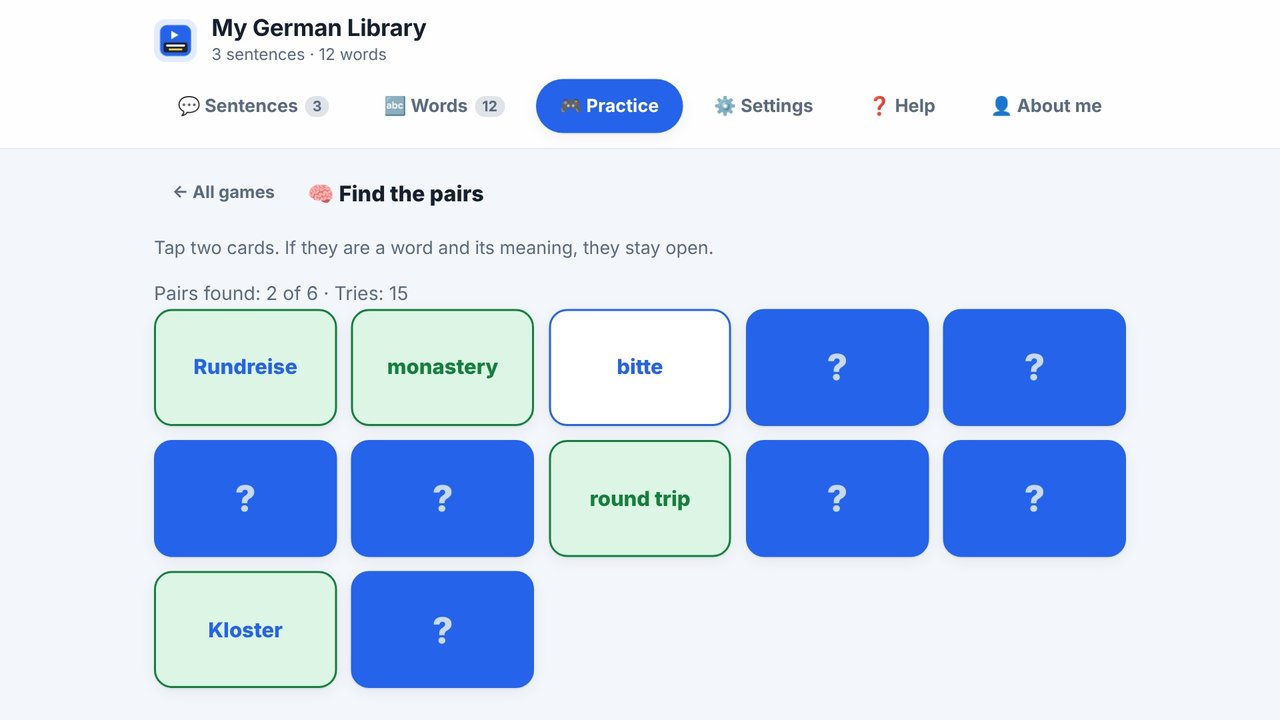 My German Library
3 sentences · 12 words
💬 Sentences 3
🔤 Words 12
🎮 Practice
⚙️ Settings
❓ Help
👤 About me
← All games
🧠 Find the pairs
Tap two cards. If they are a word and its meaning, they stay open.
Pairs found: 2 of 6 · Tries: 15
Rundreise
monastery
bitte
?
?
?
?
round trip
?
?
Kloster
?